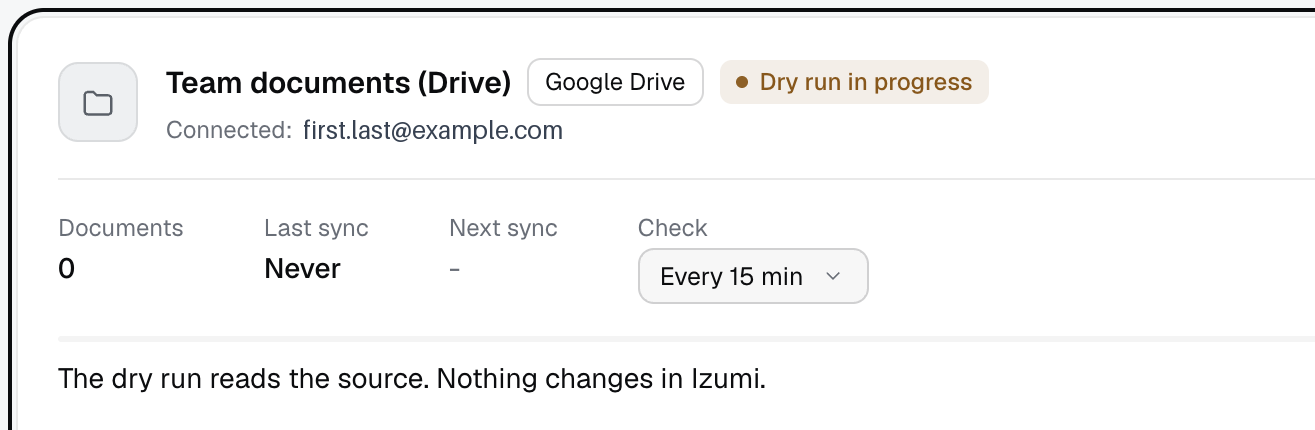 Team documents (Drive) Google Drive Dry run in progress
Connected: first.last@example.com
Documents Last sync Next sync Check
0 Never - Every 15 min
The dry run reads the source. Nothing changes in Izumi.